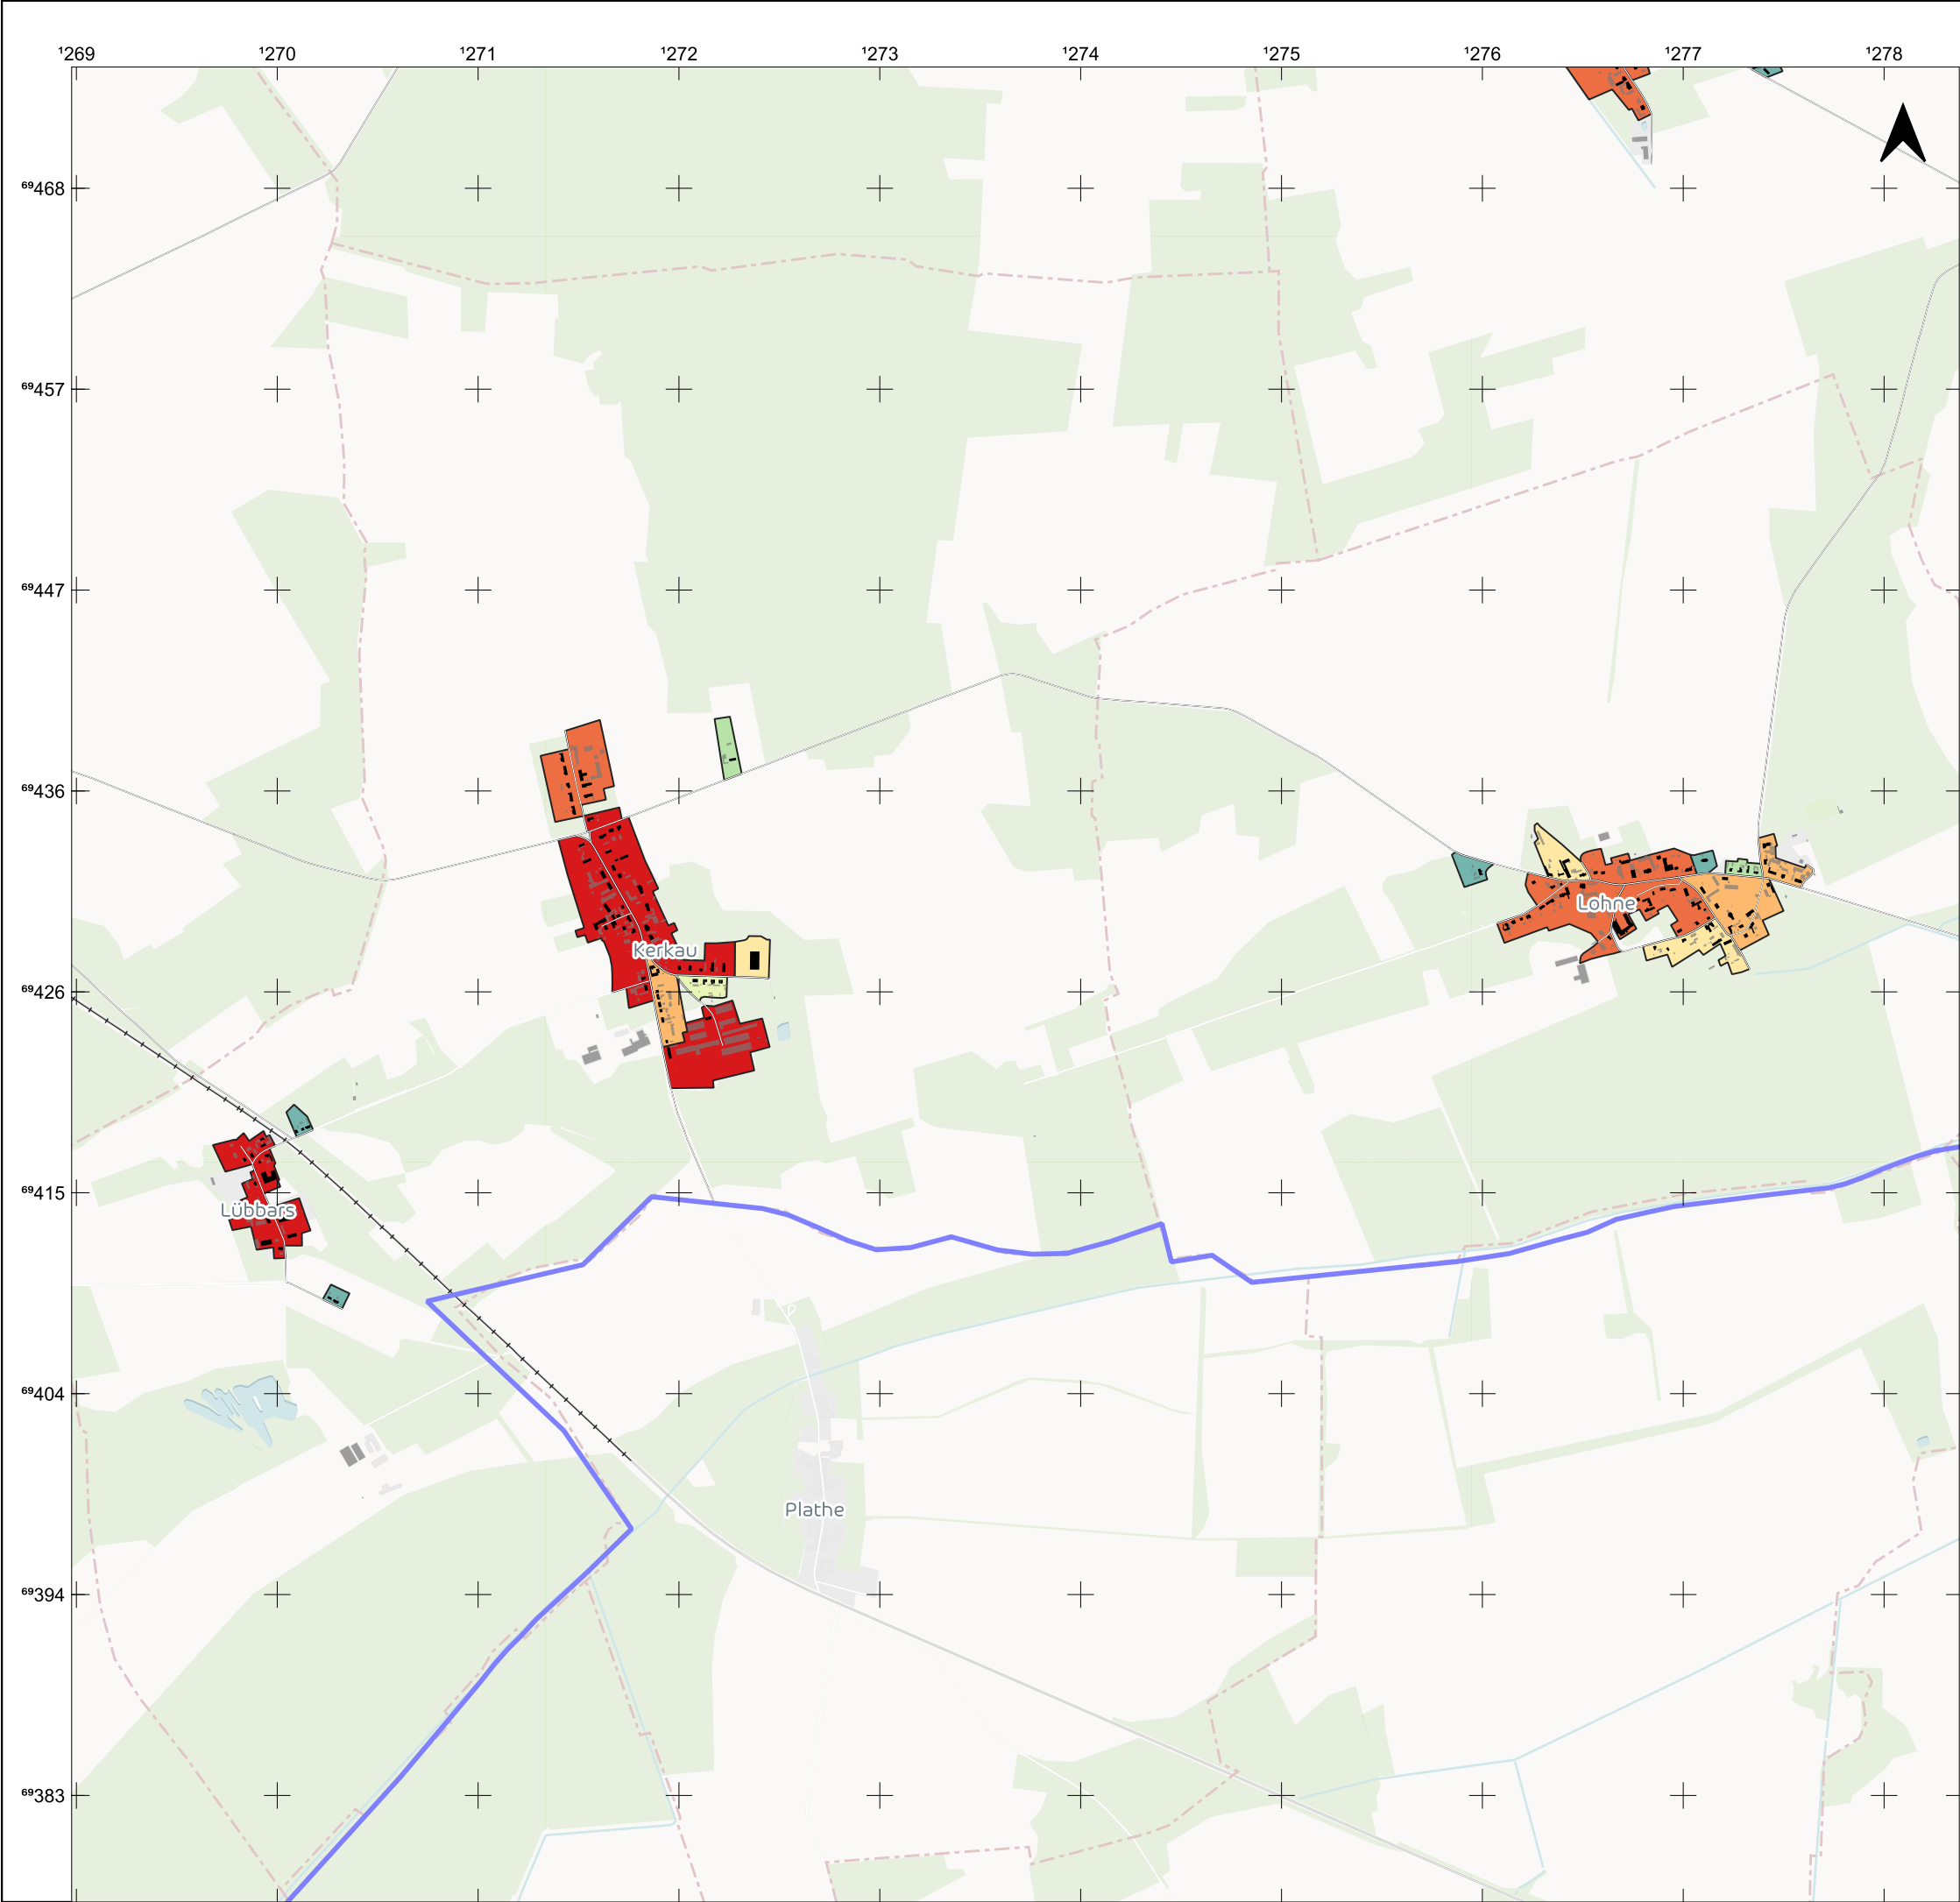 ¹269 ¹270 ¹271 ¹272 ¹273 ¹274 ¹275 ¹276 ¹277 ¹278
⁶⁹468
⁶⁹457
⁶⁹447
⁶⁹436
Lohne
Kerkau
⁶⁹426
⁶⁹415
Lübbars
⁶⁹404
Plathe
⁶⁹394
⁶⁹383